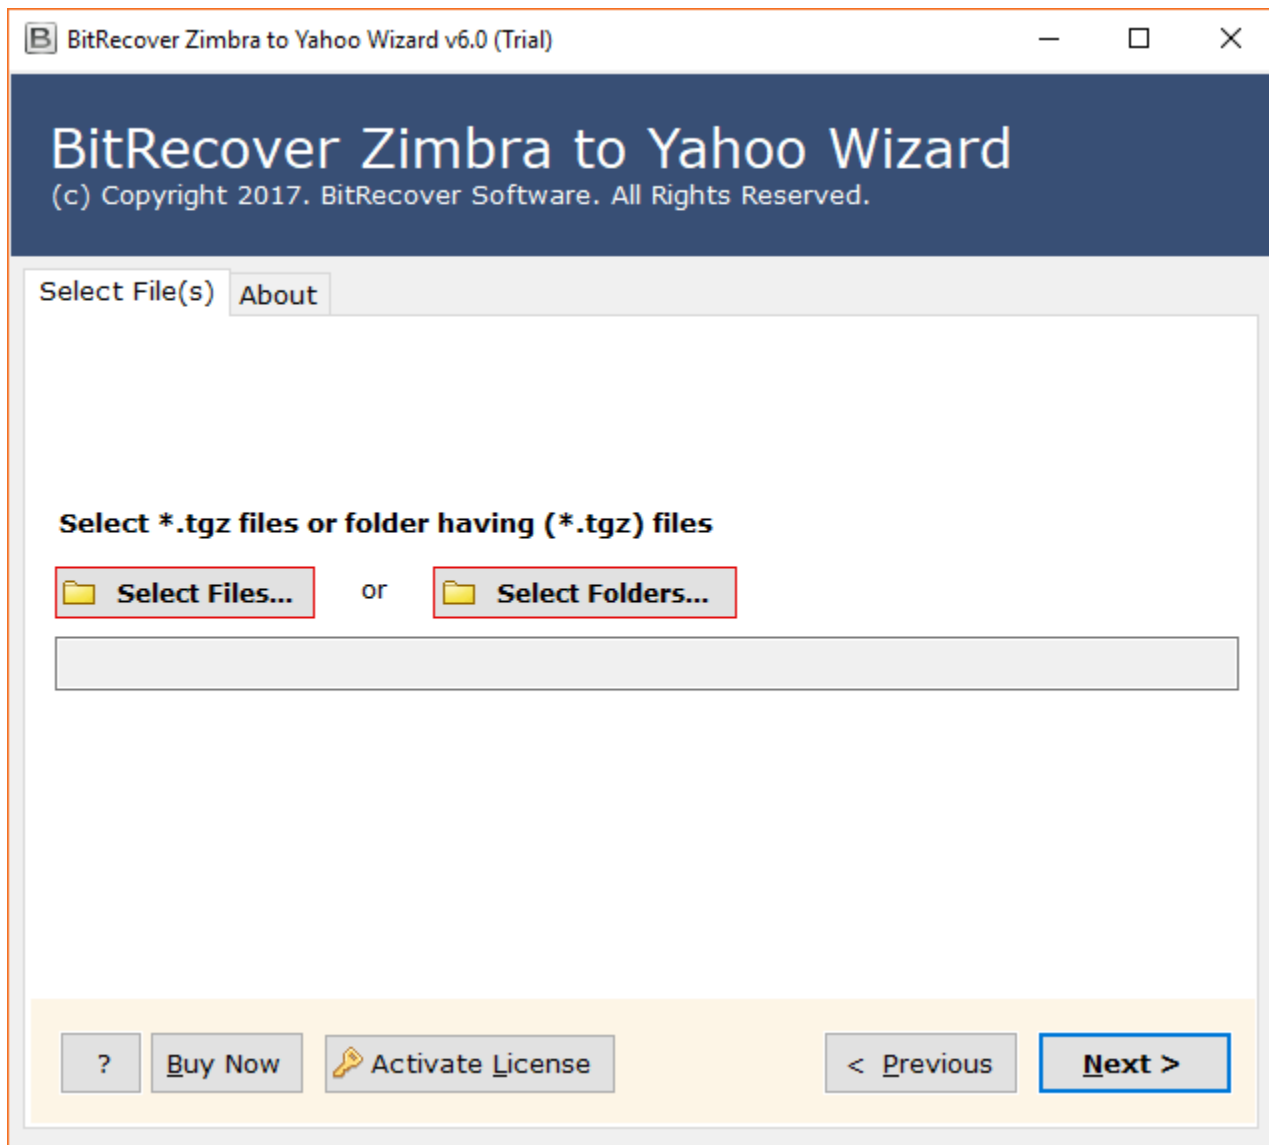 BitRecover Zimbra to Yahoo Wizard v6.0 (Trial)
BitRecover Zimbra to Yahoo Wizard
(c) Copyright 2017. BitRecover Software. All Rights Reserved.
Select File(s) About
Select *.tgz files or folder having (*.tgz) files
Select Files... or Select Folders...
? Buy Now Activate License < Previous Next >